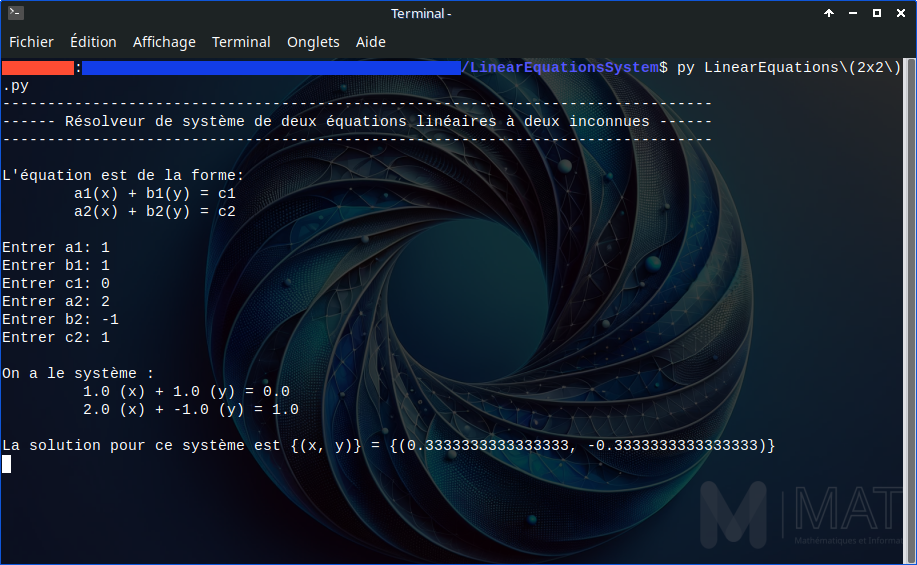 Terminal -
Fichier Édition Affichage Terminal Onglets Aide
:/LinearEquationsSystem$ py LinearEquations\(2x2\)
.py
-------------------------------------------------------------------------------
------ Résolveur de système de deux équations linéaires à deux inconnues ------
-------------------------------------------------------------------------------
L'équation est de la forme:
a1(x) + b1(y) = c1
a2(x) + b2(y) = c2
Entrer a1: 1
Entrer b1: 1
Entrer c1: 0
Entrer a2: 2
Entrer b2: -1
Entrer c2: 1
On a le système :
1.0 (x) + 1.0 (y) = 0.0
2.0 (x) + -1.0 (y) = 1.0
La solution pour ce système est {(x, y)} = {(0.3333333333333333, -0.3333333333333333)}
M MAT
Mathématiques et Informa